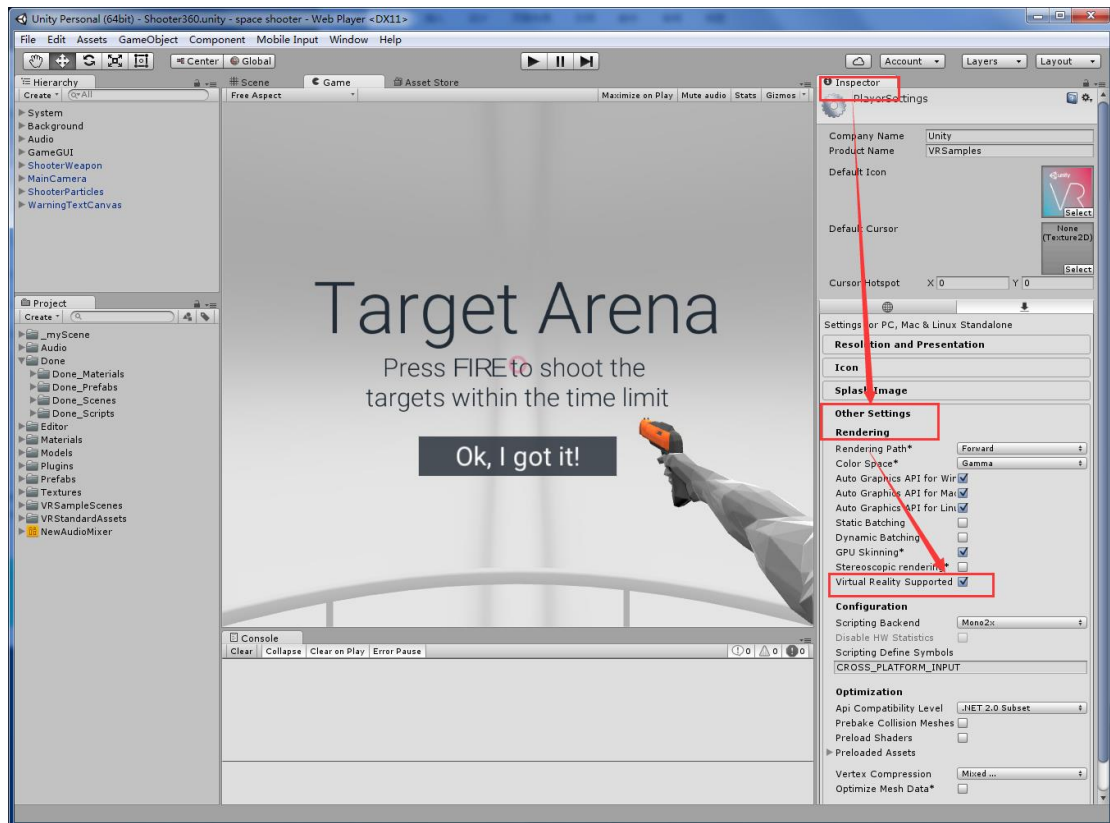 Unity Personal (64bit) - Shooter360.unity - space shooter - Web Player <DX11>
File Edit Assets GameObject Component Mobile Input Window Help
Center Global Account Layers Layout
Hierarchy
Create All
System
Background
Audio
GameGUI
ShooterWeapon
MainCamera
ShooterParticles
WarningTextCanvas
Project
Create
_myScene
Audio
Done
Done_Materials
Done_Prefabs
Done_Scenes
Done_Scripts
Editor
Materials
Models
Plugins
Prefabs
Textures
VRSampleScenes
VRStandardAssets
NewAudioMixer
Scene Game Asset Store
Free Aspect Maximize on Play Mute audio Stats Gizmos
Target Arena
Press FIRE to shoot the
targets within the time limit
Ok, I got it!
Console
Clear Collapse Clear on Play Error Pause 0 0 0
Inspector
PlayerSettings
Company Name Unity
Product Name VRSamples
Default Icon
unity
VR
Select
Default Cursor None
(Texture2D)
Select
Cursor Hotspot X 0 Y 0
Settings for PC, Mac & Linux Standalone
Resolution and Presentation
Icon
Splash Image
Other Settings
Rendering
Rendering Path* Forward
Color Space* Gamma
Auto Graphics API for Win
Auto Graphics API for Mac
Auto Graphics API for Linu
Static Batching
Dynamic Batching
GPU Skinning*
Stereoscopic rendering*
Virtual Reality Supported
Configuration
Scripting Backend Mono2x
Disable HW Statistics
Scripting Define Symbols
CROSS_PLATFORM_INPUT
Optimization
Api Compatibility Level .NET 2.0 Subset
Prebake Collision Meshes
Preload Shaders
Preloaded Assets
Vertex Compression Mixed ...
Optimize Mesh Data*